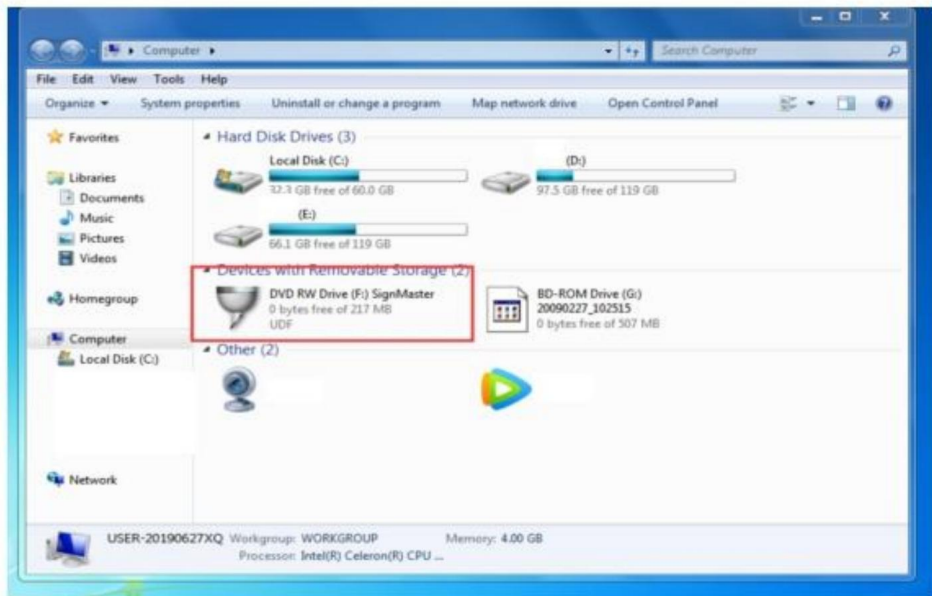 Computer
Search Computer
File Edit View Tools Help
Organize System properties Uninstall or change a program Map network drive Open Control Panel
Favorites
Libraries
Documents
Music
Pictures
Videos
Homegroup
Computer
Local Disk (C:)
Network
Hard Disk Drives (3)
Local Disk (C:)
32.3 GB free of 60.0 GB
(D:)
97.5 GB free of 119 GB
(E:)
66.1 GB free of 119 GB
Devices with Removable Storage (2)
DVD RW Drive (F:) SignMaster
0 bytes free of 217 MB
UDF
BD-ROM Drive (G:)
20090227_102515
0 bytes free of 507 MB
Other (2)
USER-20190627XQ Workgroup: WORKGROUP Memory: 4.00 GB
Processor: Intel(R) Celeron(R) CPU ...